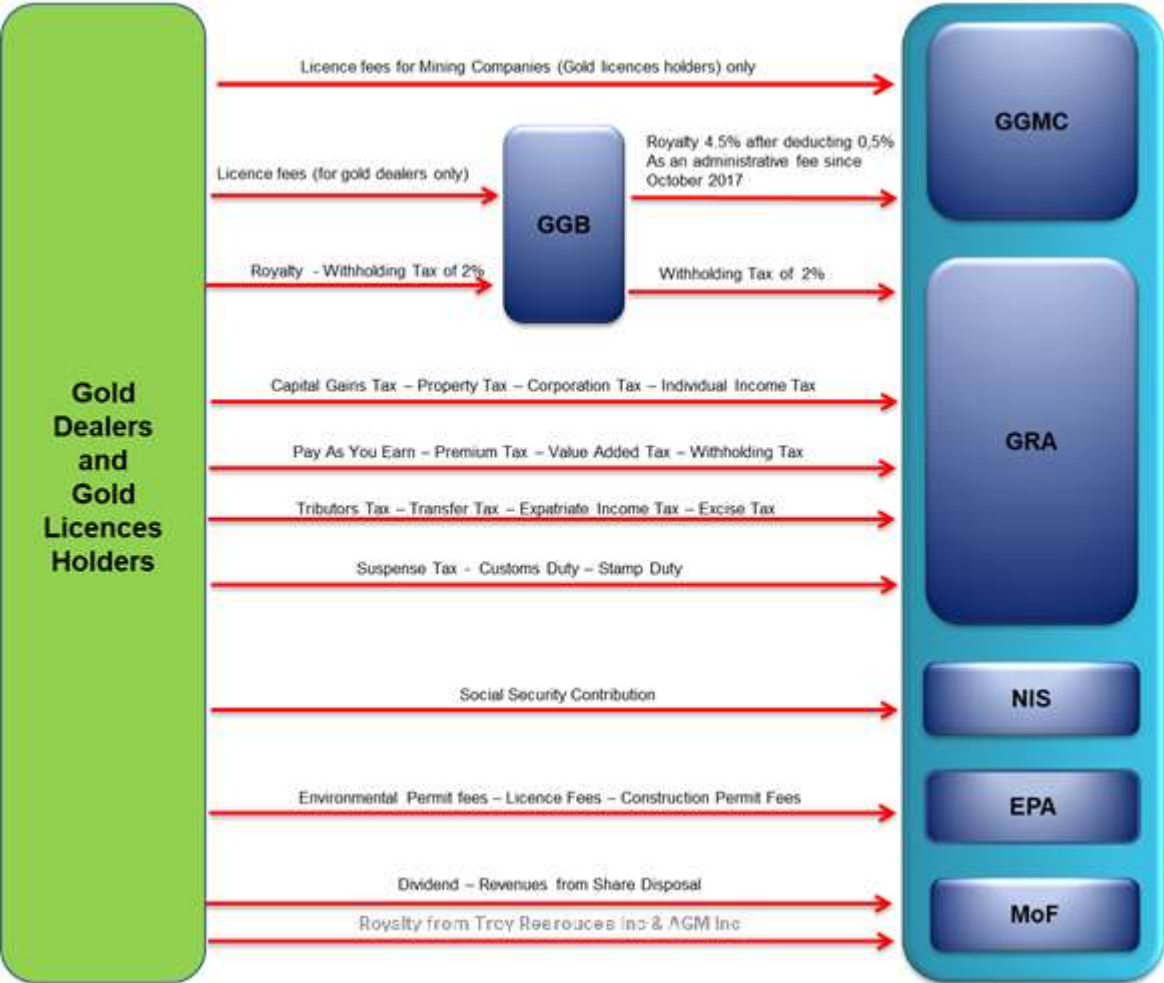 Licence fees for Mining Companies (Gold licences holders) only
GGMC
Royalty 4.5% after deducting 0,5%
As an administrative fee since
October 2017
Licence fees (for gold dealers only)
GGB
Royalty - Withholding Tax of 2%
Withholding Tax of 2%
Gold
Dealers
and
Gold
Licences
Holders
Capital Gains Tax – Property Tax – Corporation Tax – Individual Income Tax
Pay As You Earn – Premium Tax – Value Added Tax – Withholding Tax
GRA
Tributors Tax – Transfer Tax – Expatriate Income Tax – Excise Tax
Suspense Tax - Customs Duty – Stamp Duty
Social Security Contribution
NIS
Environmental Permit fees – Licence Fees – Construction Permit Fees
EPA
Dividend – Revenues from Share Disposal
MoF
Royalty from Troy Resrouces Inc & AGM Inc